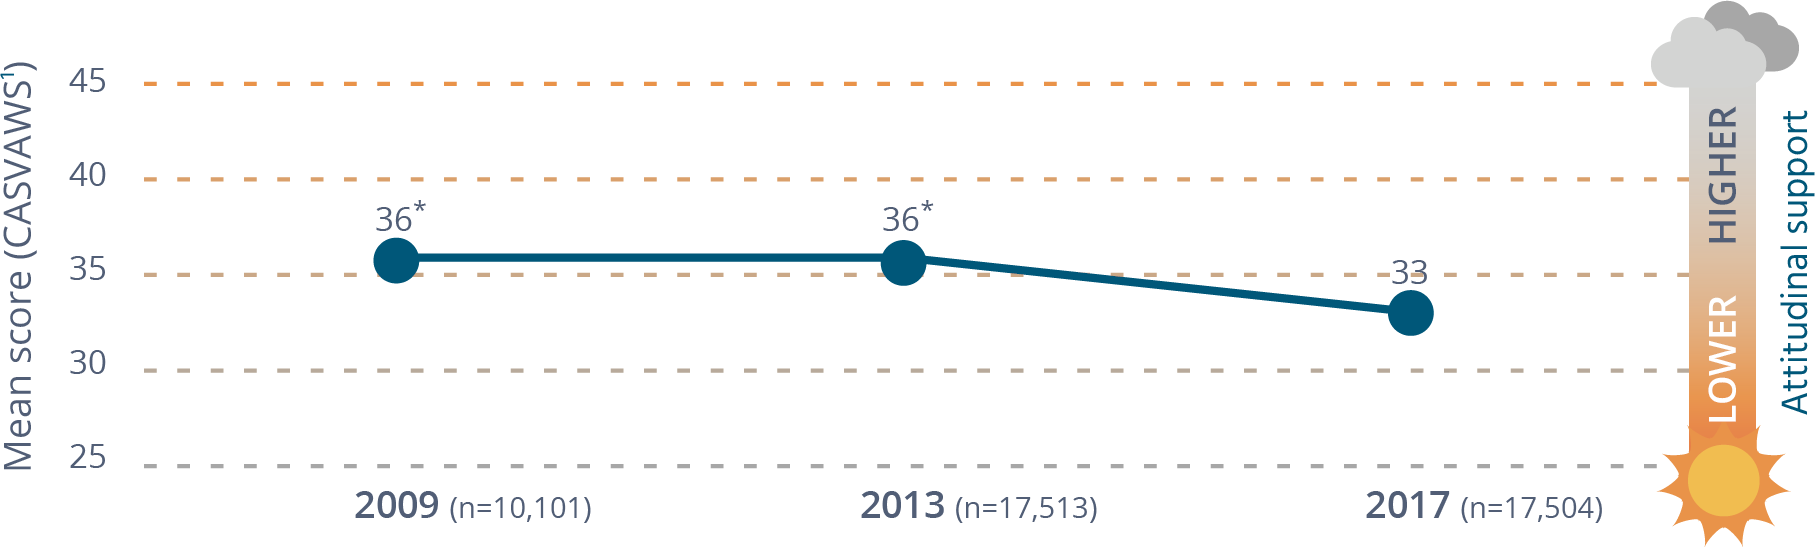 Mean score (CASVAWS¹)
45
40
35
30
25
36*
36*
33
2009 (n=10,101)
2013 (n=17,513)
2017 (n=17,504)
HIGHER
LOWER
Attitudinal support